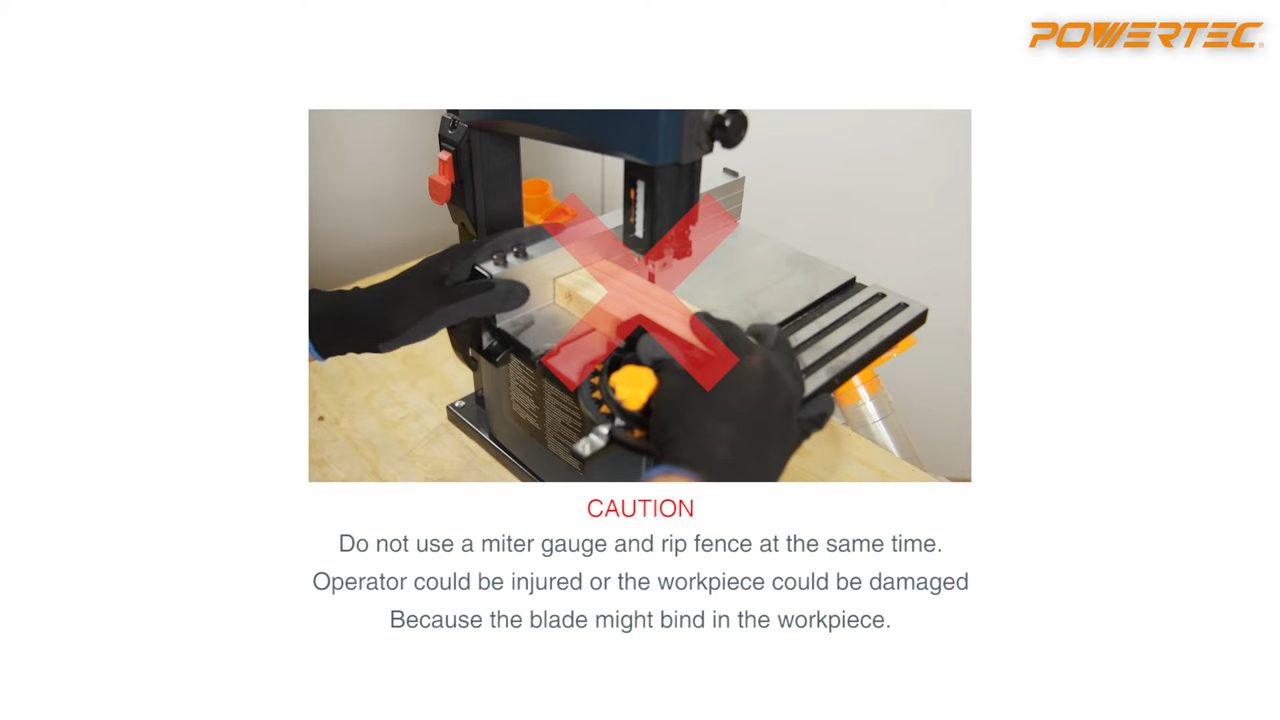 POWERTEC®
CAUTION
Do not use a miter gauge and rip fence at the same time.
Operator could be injured or the workpiece could be damaged
Because the blade might bind in the workpiece.